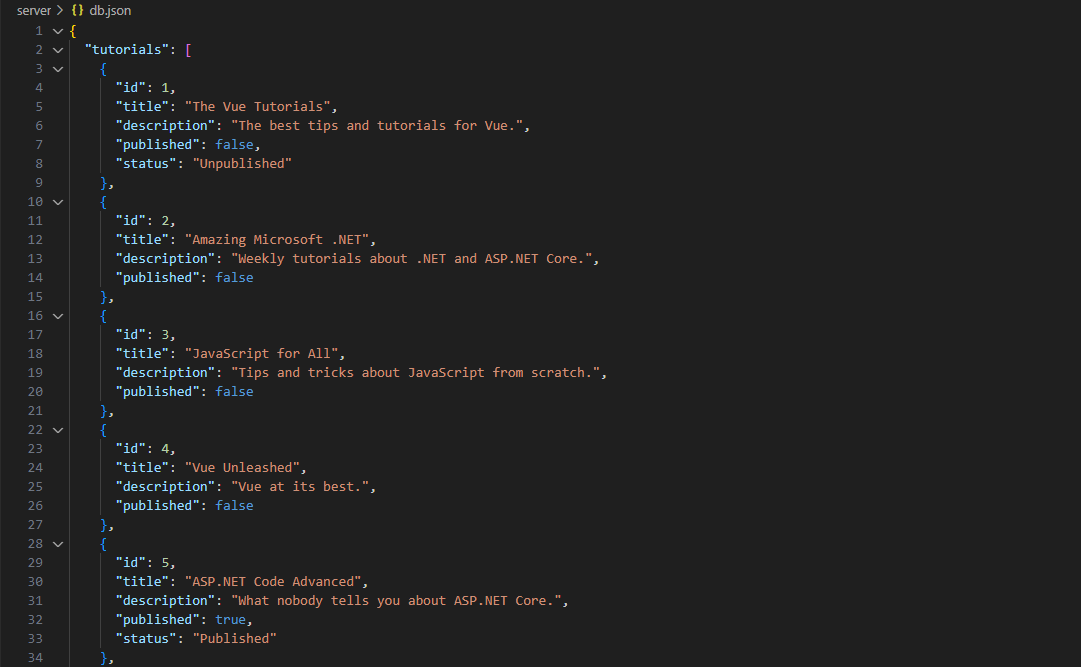 server > {} db.json
1 {
2 "tutorials": [
3 {
4 "id": 1,
5 "title": "The Vue Tutorials",
6 "description": "The best tips and tutorials for Vue.",
7 "published": false,
8 "status": "Unpublished"
9 },
10 {
11 "id": 2,
12 "title": "Amazing Microsoft .NET",
13 "description": "Weekly tutorials about .NET and ASP.NET Core.",
14 "published": false
15 },
16 {
17 "id": 3,
18 "title": "JavaScript for All",
19 "description": "Tips and tricks about JavaScript from scratch.",
20 "published": false
21 },
22 {
23 "id": 4,
24 "title": "Vue Unleashed",
25 "description": "Vue at its best.",
26 "published": false
27 },
28 {
29 "id": 5,
30 "title": "ASP.NET Code Advanced",
31 "description": "What nobody tells you about ASP.NET Core.",
32 "published": true,
33 "status": "Published"
34 },